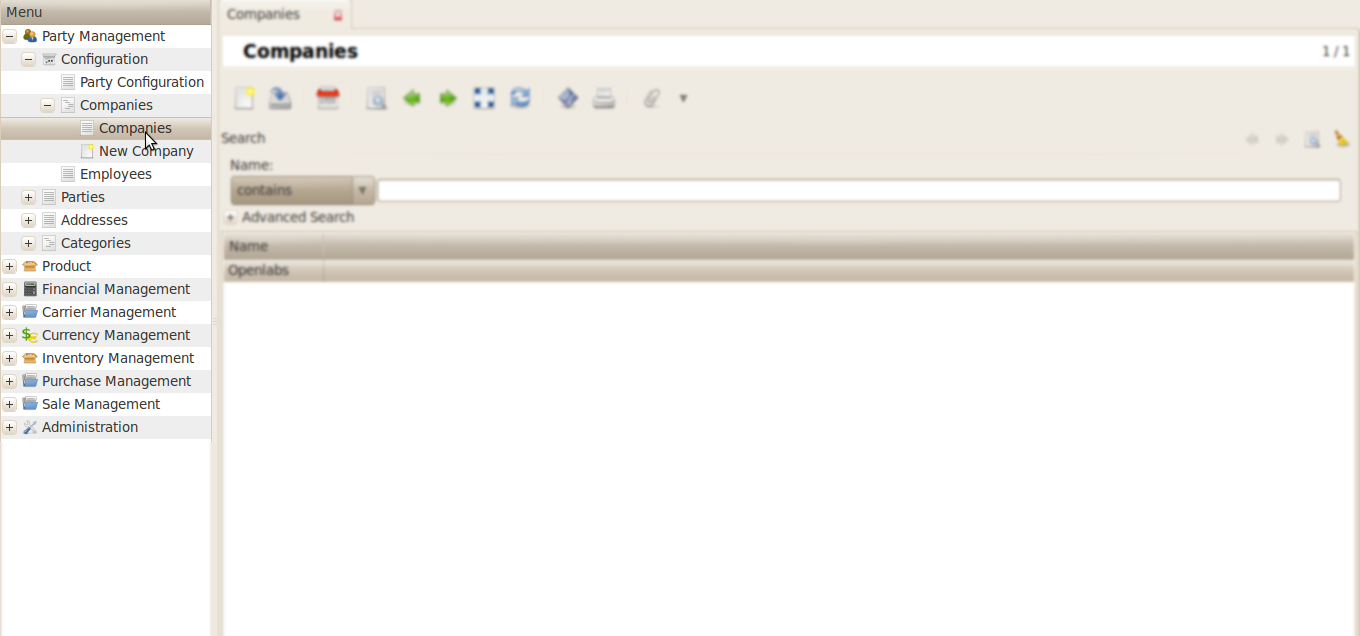 Menu
Party Management
Configuration
Party Configuration
Companies
Companies
New Company
Employees
Parties
Addresses
Categories
Product
Financial Management
Carrier Management
Currency Management
Inventory Management
Purchase Management
Sale Management
Administration
Companies
Companies 1 / 1
Search
Name:
contains
Advanced Search
Name
Openlabs